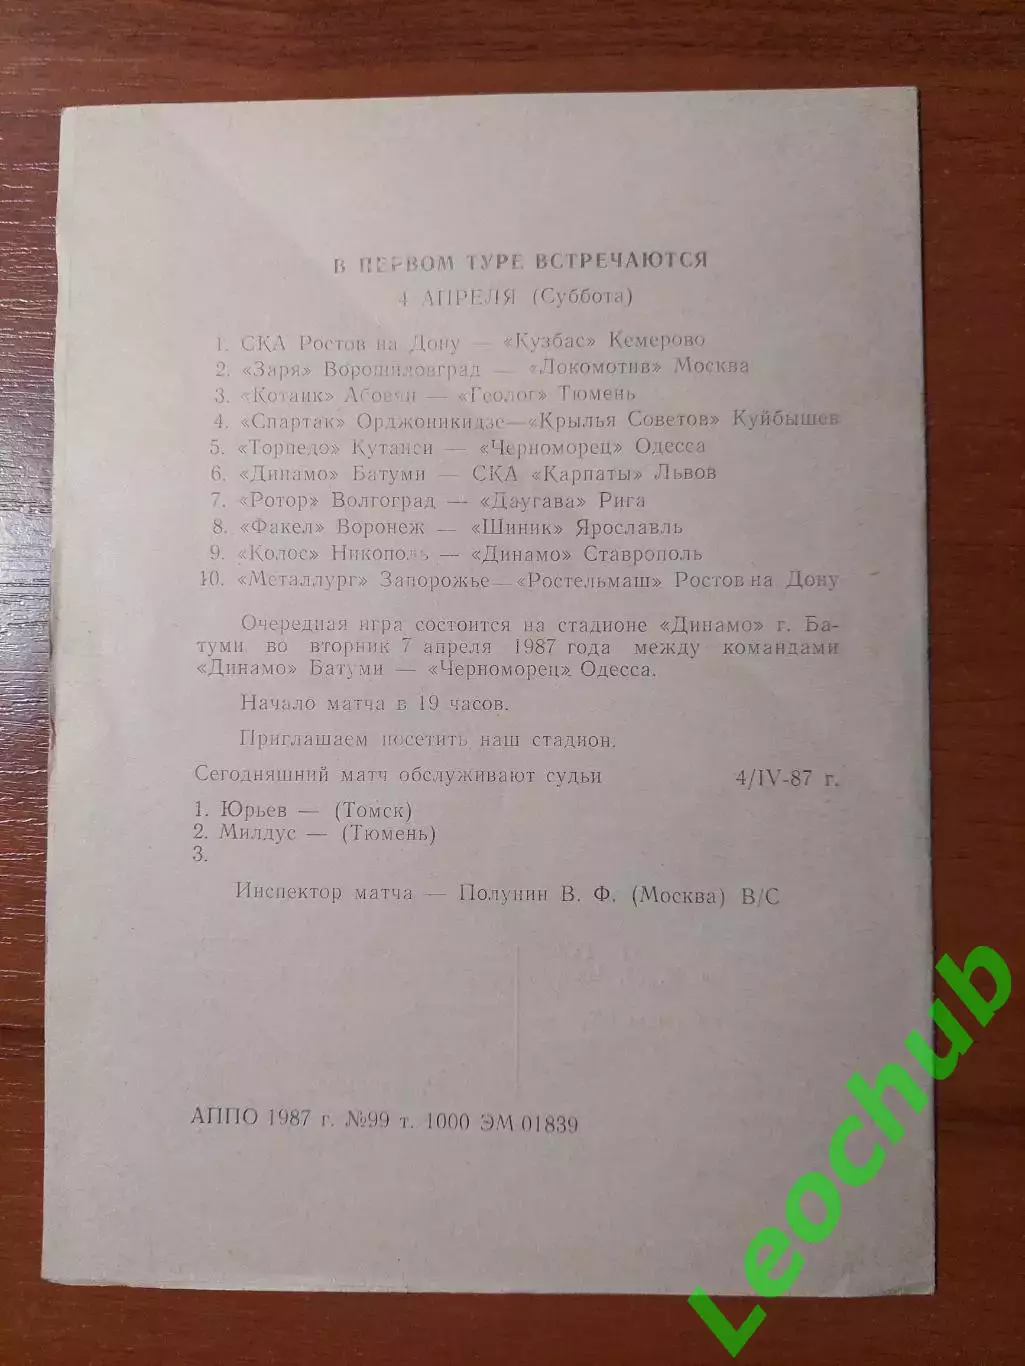 В ПЕРВОМ ТУРЕ ВСТРЕЧАЮТСЯ
4 АПРЕЛЯ (Суббота)
1. СКА Ростов на Дону — «Кузбас» Кемерово
2. «Заря» Ворошиловград — «Локомотив» Москва
3. «Котаик» Абовян — «Геолог» Тюмень
4. «Спартак» Орджоникидзе—«Крылья Советов» Куйбышев
5. «Торпедо» Кутаиси — «Черноморец» Одесса
6. «Динамо» Батуми — СКА «Карпаты» Львов
7. «Ротор» Волгоград — «Даугава» Рига
8. «Факел» Воронеж — «Шиник» Ярославль
9. «Колос» Никополь — «Динамо» Ставрополь
10. «Металлург» Запорожье—«Ростельмаш» Ростов на Дону
Очередная игра состоится на стадионе «Динамо» г. Ба-
туми во вторник 7 апреля 1987 года между командами
«Динамо» Батуми — «Черноморец» Одесса.
Начало матча в 19 часов.
Приглашаем посетить наш стадион.
Сегодняшний матч обслуживают судьи 4/IV-87 г.
1. Юрьев — (Томск)
2. Милдус — (Тюмень)
3.
Инспектор матча — Полунин В. Ф. (Москва) В/С
АППО 1987 г. №99 т. 1000 ЭМ 01839
Leochub